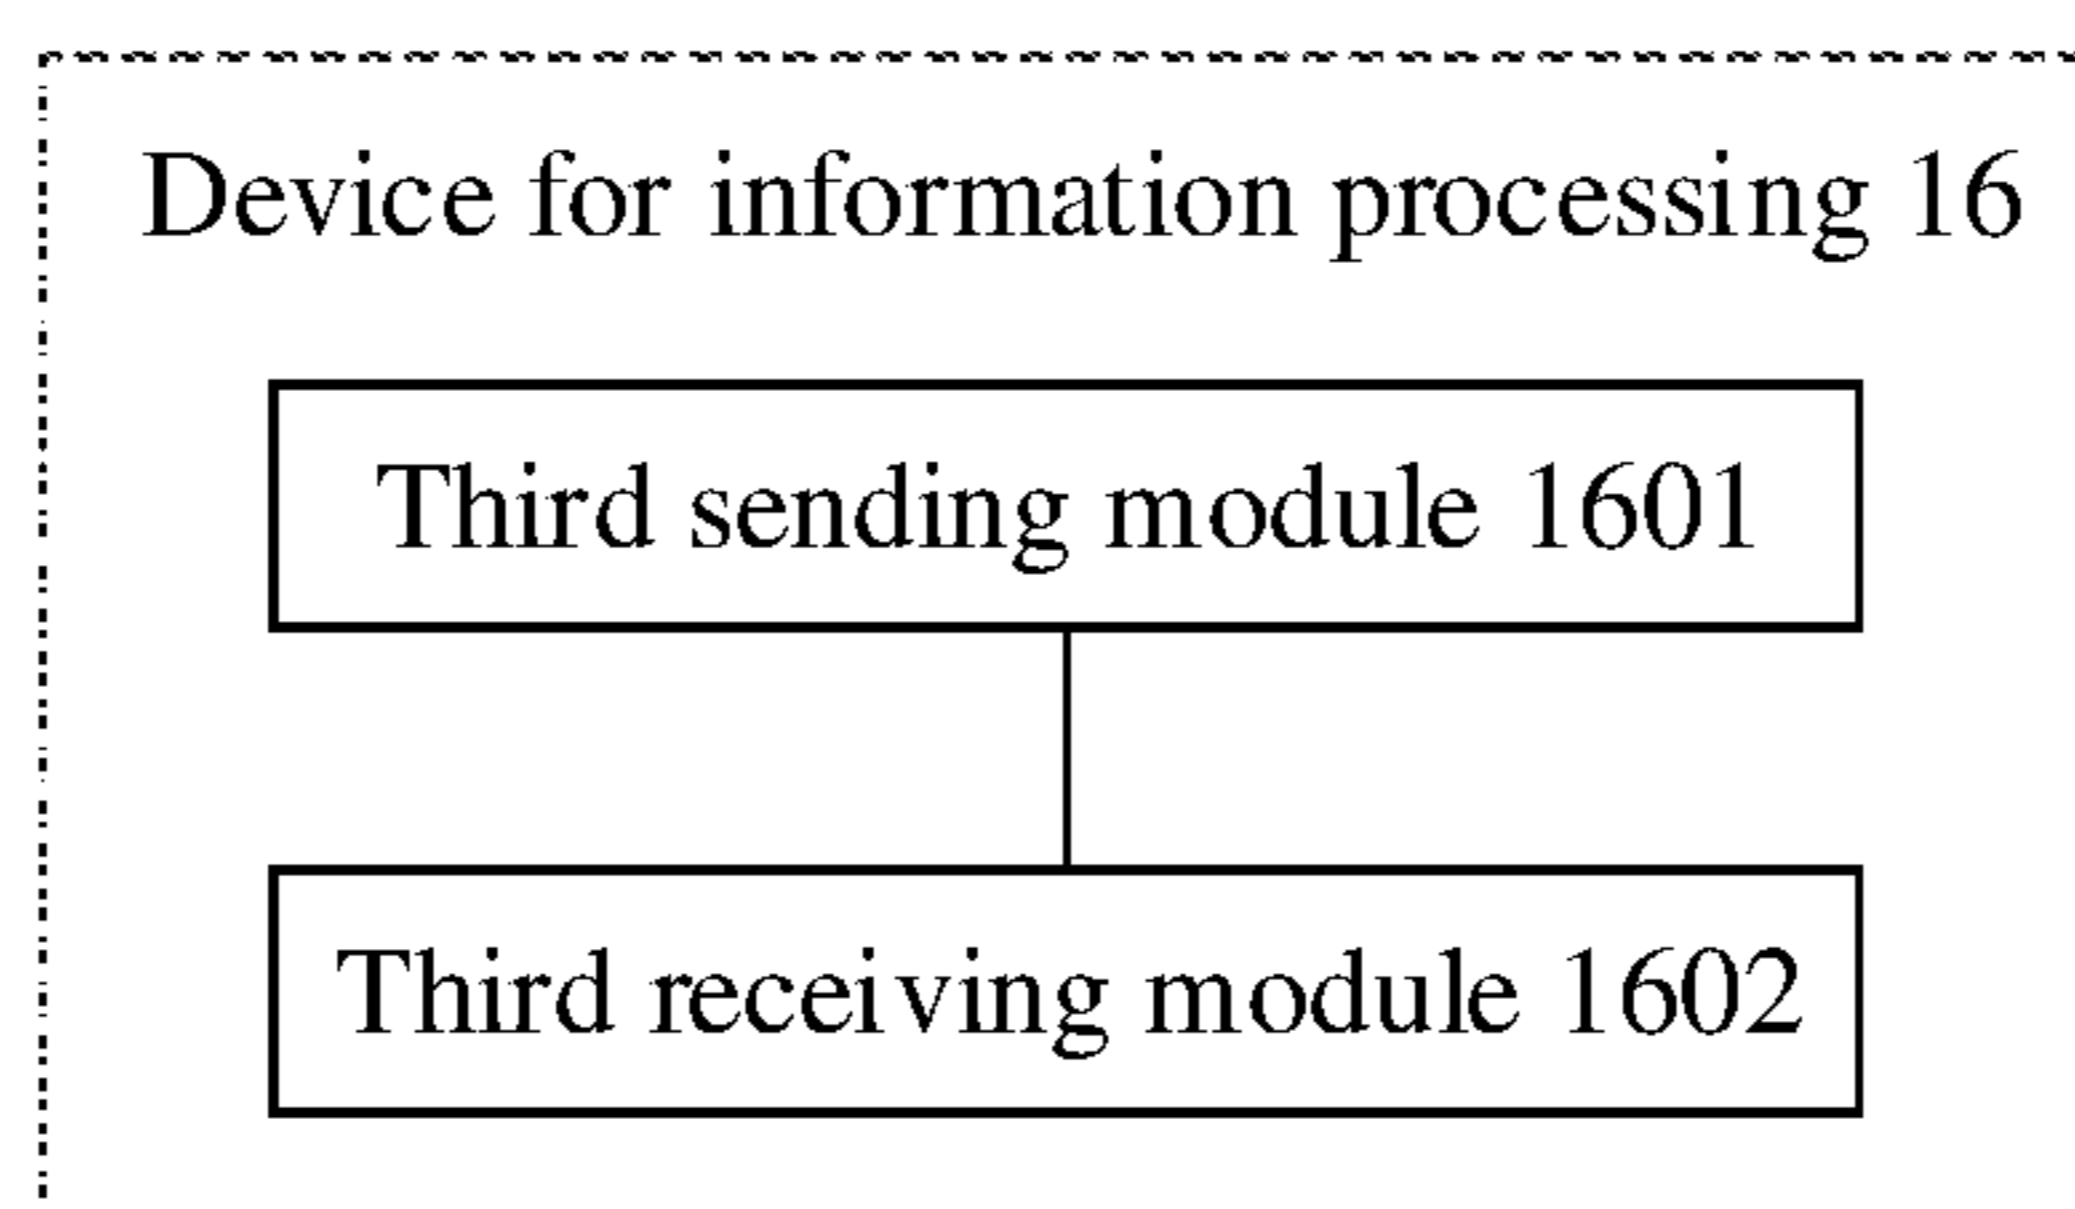 Device for information processing 16
Third sending module 1601
Third receiving module 1602